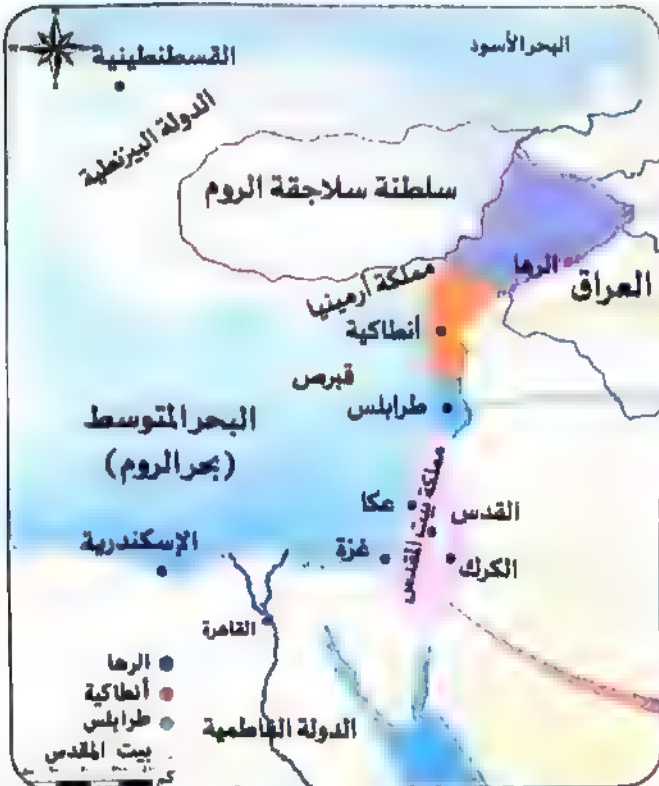 البحر الأسود
القسطنطينية
الدولة البيزنطية
سلطنة سلاجقة الروم
الرها
العراق
مملكة أرمينيا
أنطاكية
قبرص
طرابلس
البحر المتوسط
(بحر الروم)
مملكة بيت المقدس
عكا
القدس
الإسكندرية
غزة
الكرك
القاهرة
الرها
أنطاكية
طرابلس
بيت المقدس
الدولة الفاطمية
كم